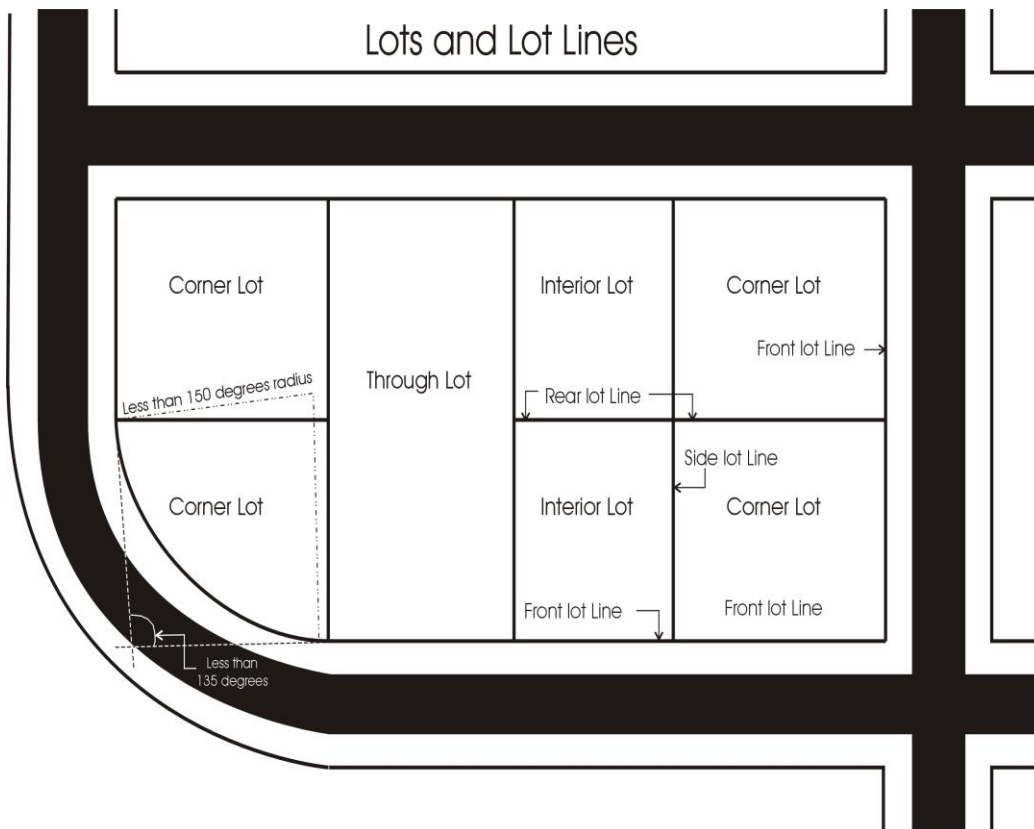 Lots and Lot Lines
Corner Lot
Interior Lot
Corner Lot
Front lot Line
Through Lot
Less than 150 degrees radius
Rear lot Line
Side lot Line
Corner Lot
Interior Lot
Corner Lot
Front lot Line
Front lot Line
Less than
135 degrees